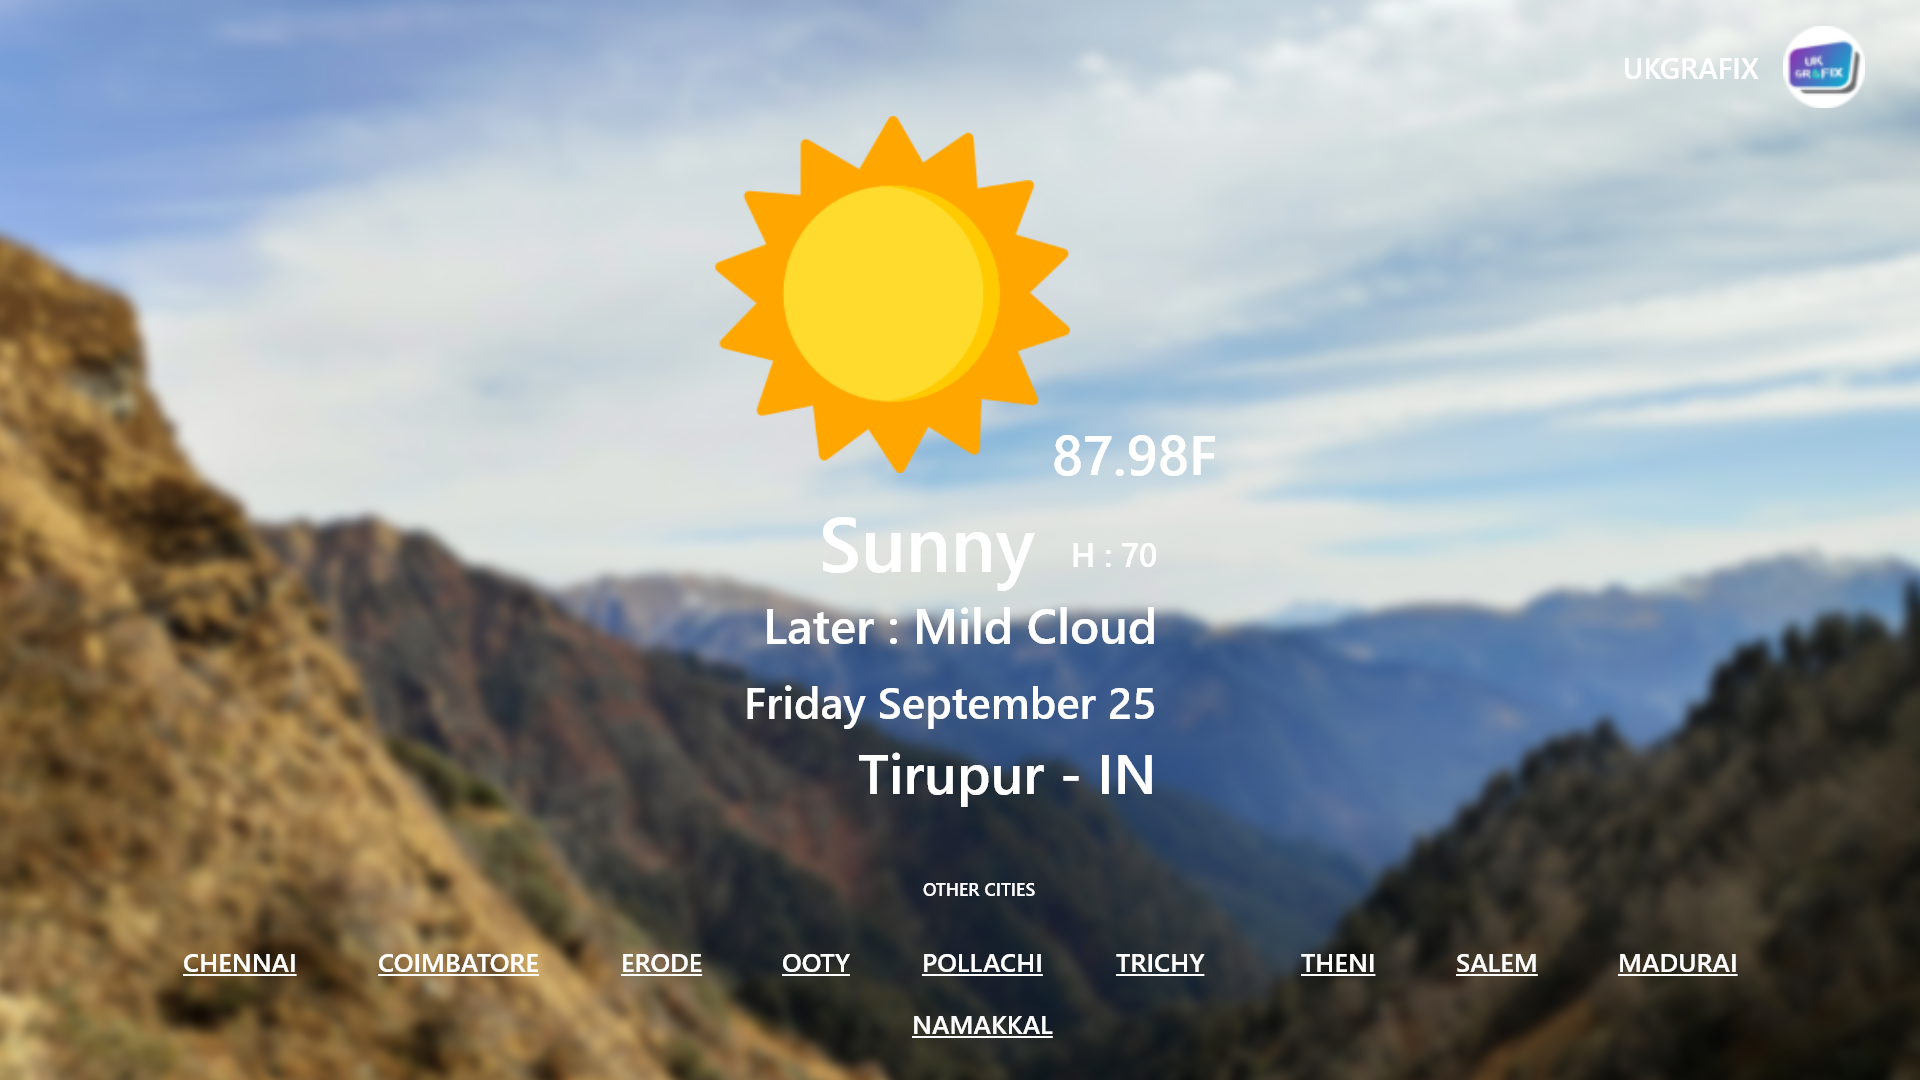 UKGRAFIX
UK
GRAFIX
87.98F
Sunny
H : 70
Later : Mild Cloud
Friday September 25
Tirupur - IN
OTHER CITIES
CHENNAI COIMBATORE ERODE OOTY POLLACHI TRICHY THENI SALEM MADURAI
NAMAKKAL